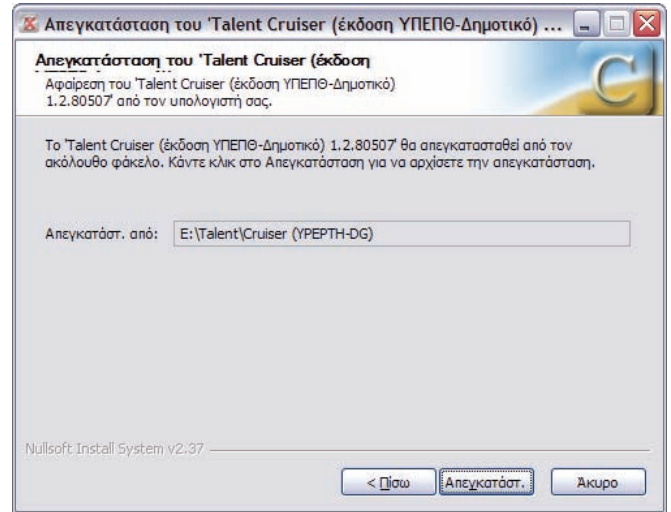 Απεγκατάσταση του 'Talent Cruiser (έκδοση ΥΠΕΠΘ-Δημοτικό) ...
Απεγκατάσταση του 'Talent Cruiser (έκδοση
Αφαίρεση του 'Talent Cruiser (έκδοση ΥΠΕΠΘ-Δημοτικό)
1.2.80507' από τον υπολογιστή σας.
C
Το 'Talent Cruiser (έκδοση ΥΠΕΠΘ-Δημοτικό) 1.2.80507' θα απεγκατασταθεί από τον
ακόλουθο φάκελο. Κάντε κλικ στο Απεγκατάσταση για να αρχίσετε την απεγκατάσταση.
Απεγκατάστ. από: E:\Talent\Cruiser (YPEPTH-DG)
Nullsoft Install System v2.37
< Πίσω Απεγκατάστ. Άκυρο